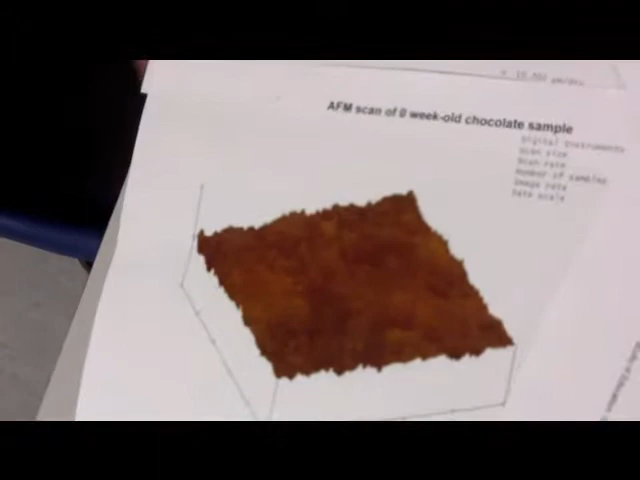 AFM scan of 0 week-old chocolate sample
Digital Instruments
Scan size
Scan rate
Number of samples
Image
Data scale